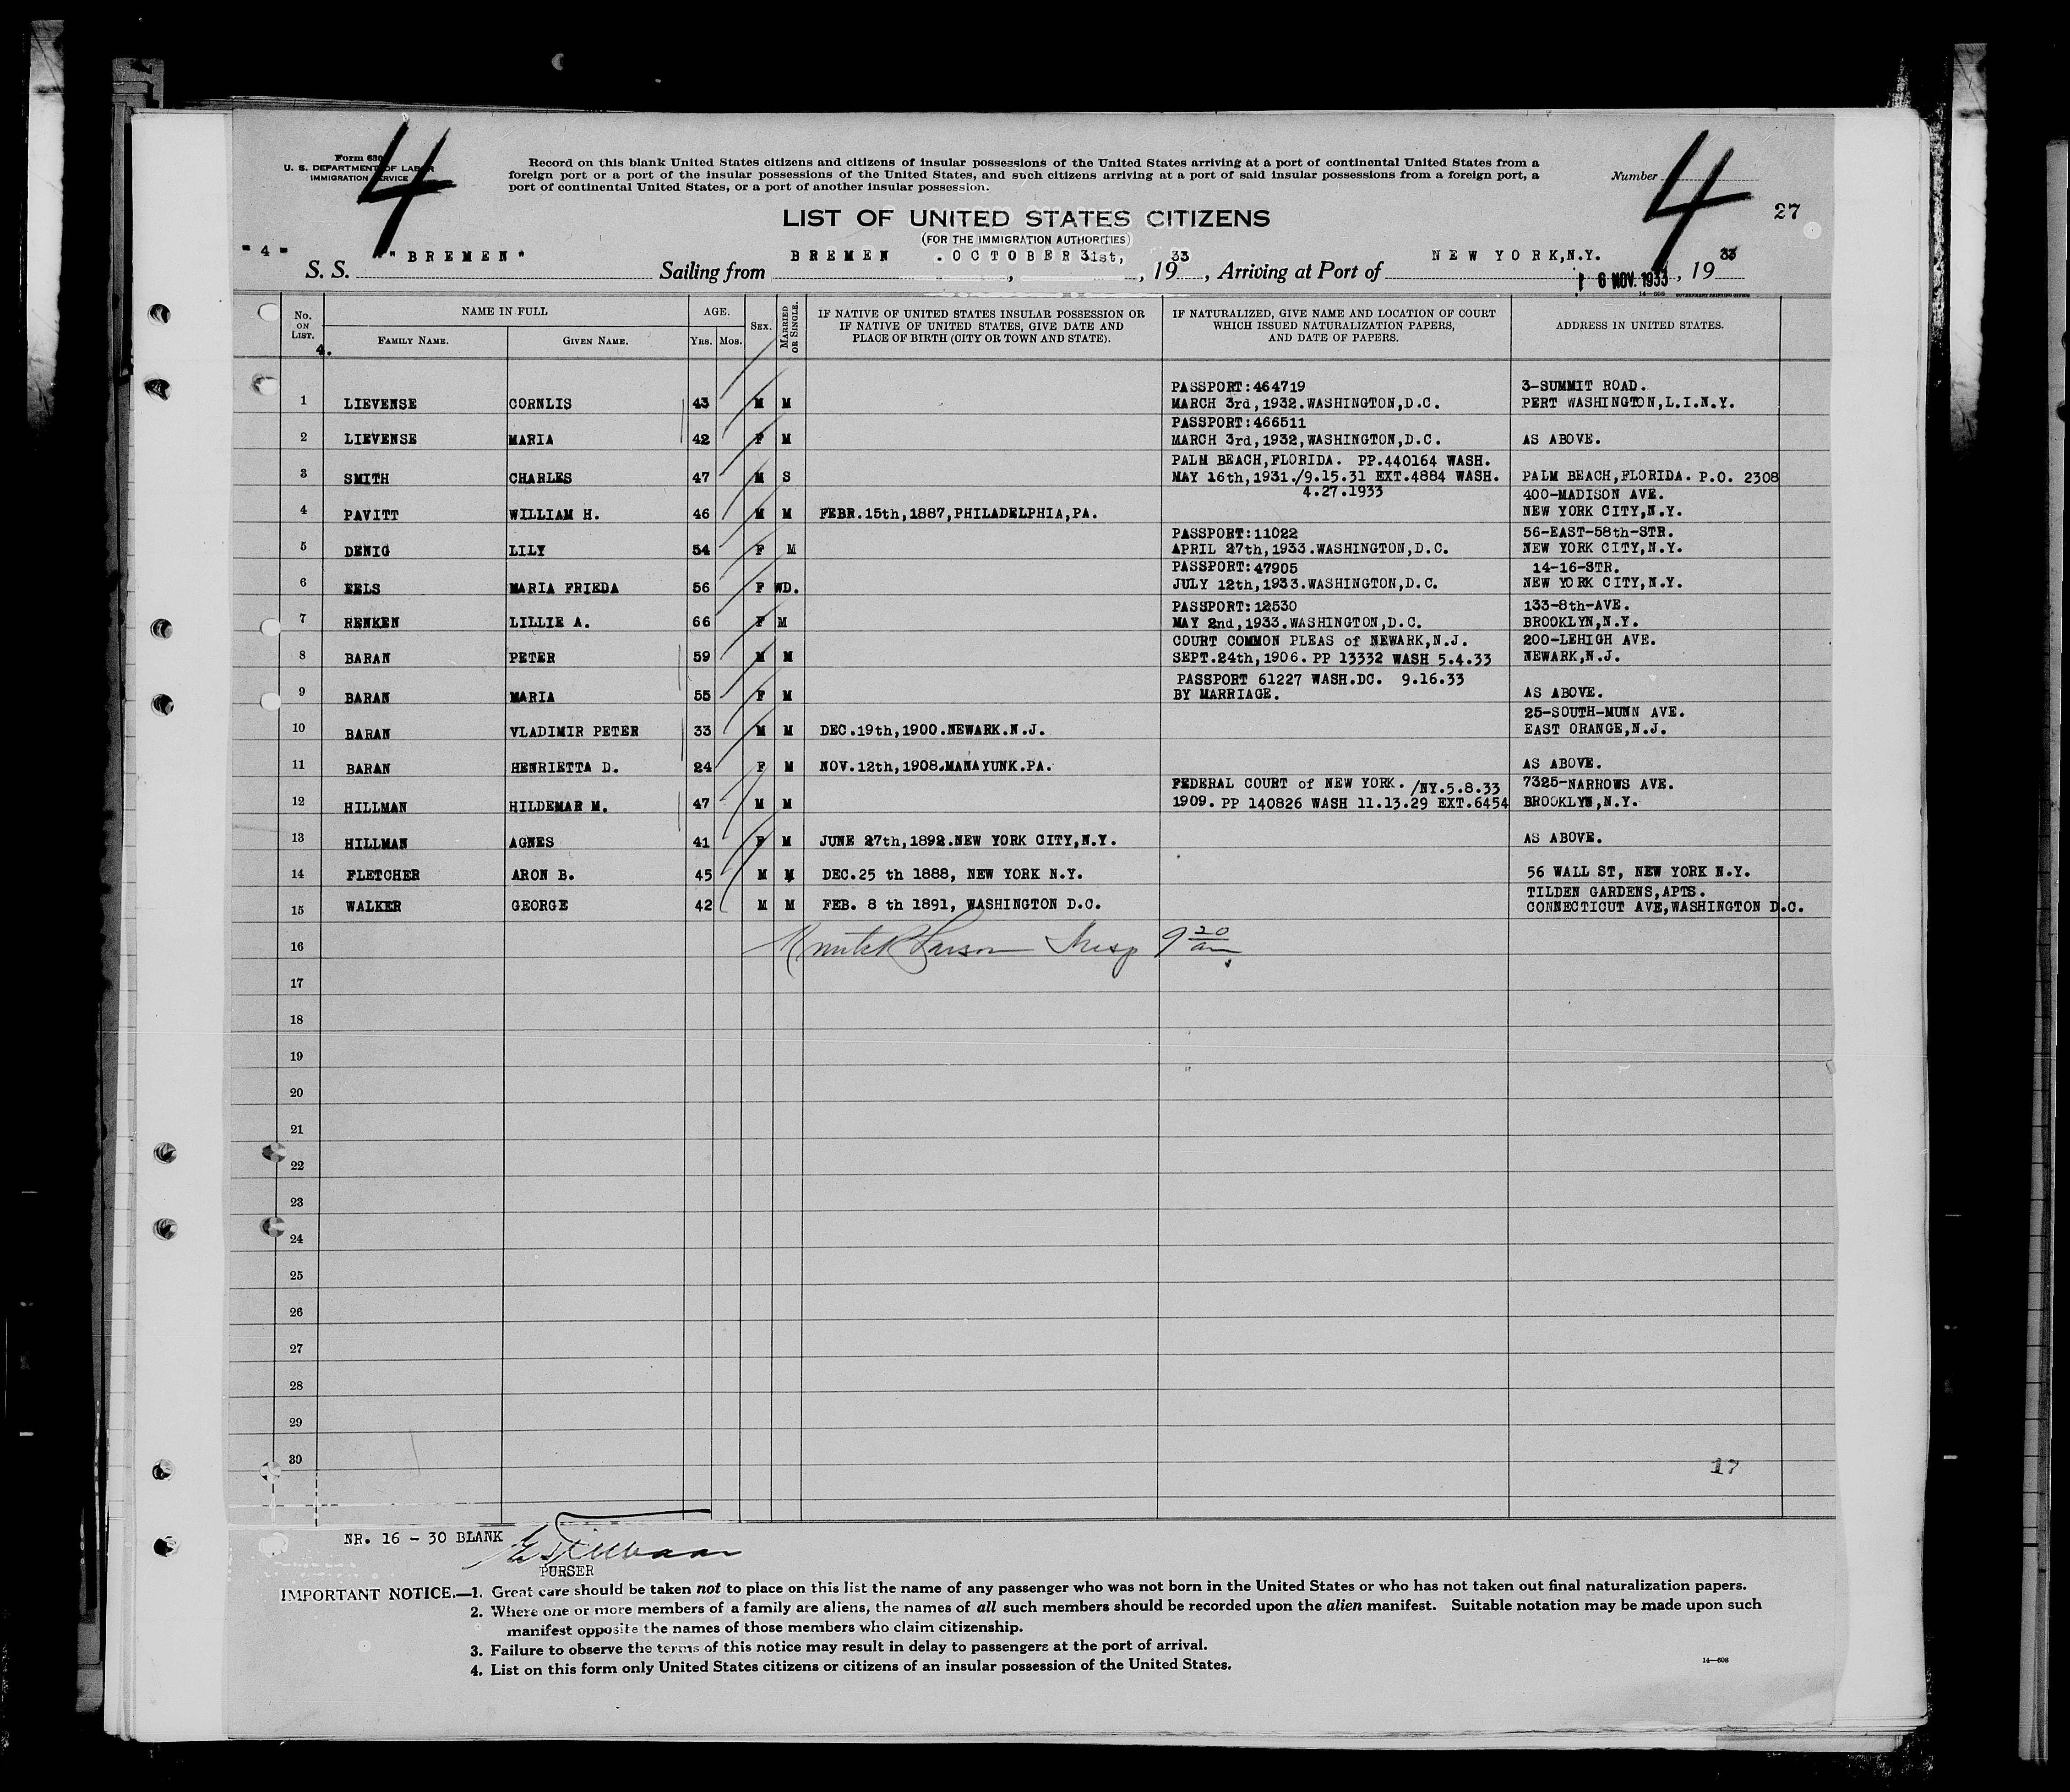 Form 630
U. S. DEPARTMENT OF LABOR
IMMIGRATION SERVICE
4
Record on this blank United States citizens and citizens of insular possessions of the United States arriving at a port of continental United States from a
foreign port or a port of the insular possessions of the United States, and such citizens arriving at a port of said insular possessions from a foreign port, a
port of continental United States, or a port of another insular possession.
Number 4
27
LIST OF UNITED STATES CITIZENS
(FOR THE IMMIGRATION AUTHORITIES)
- 4 -
S. S. "BREMEN" Sailing from BREMEN .OCTOBER 31st, , 1933, Arriving at Port of NEW YORK,N.Y. 6 NOV. 1933, 1933
14-608 GOVERNMENT PRINTING OFFICE
No. ON LIST. NAME IN FULL AGE. SEX. MARRIED OR SINGLE. IF NATIVE OF UNITED STATES INSULAR POSSESSION OR IF NATIVE OF UNITED STATES, GIVE DATE AND PLACE OF BIRTH (CITY OR TOWN AND STATE). IF NATURALIZED, GIVE NAME AND LOCATION OF COURT WHICH ISSUED NATURALIZATION PAPERS, AND DATE OF PAPERS. ADDRESS IN UNITED STATES.
4. FAMILY NAME. GIVEN NAME. YRS. MOS.
PASSPORT:464719 3-SUMMIT ROAD.
1 LIEVENSE CORNLIS 43 M M MARCH 3rd,1932.WASHINGTON,D.C. PERT WASHINGTON,L.I.N.Y.
PASSPORT:466511
2 LIEVENSE MARIA 42 F M MARCH 3rd,1932,WASHINGTON,D.C. AS ABOVE.
PALM BEACH,FLORIDA. PP.440164 WASH.
3 SMITH CHARLES 47 M S MAY 16th,1931./9.15.31 EXT.4884 WASH. PALM BEACH,FLORIDA. P.O. 2308
4.27.1933 400-MADISON AVE.
4 PAVITT WILLIAM H. 46 M M FEBR.15th,1887,PHILADELPHIA,PA. NEW YORK CITY,N.Y.
PASSPORT:11022 56-EAST-58th-STR.
5 DENIG LILY 54 F M APRIL 27th,1933.WASHINGTON,D.C. NEW YORK CITY,N.Y.
PASSPORT:47905 14-16-STR.
6 EELS MARIA FRIEDA 56 F WD. JULY 12th,1933.WASHINGTON,D.C. NEW YORK CITY,N.Y.
PASSPORT:12530 133-8th-AVE.
7 RENKEN LILLIE A. 66 F M MAY 2nd,1933.WASHINGTON,D.C. BROOKLYN,N.Y.
COURT COMMON PLEAS of NEWARK,N.J. 200-LEHIGH AVE.
8 BARAN PETER 59 M M SEPT.24th,1906. PP 13332 WASH 5.4.33 NEWARK,N.J.
PASSPORT 61227 WASH.DC. 9.16.33
9 BARAN MARIA 55 F M BY MARRIAGE. AS ABOVE.
25-SOUTH-MUNN AVE.
10 BARAN VLADIMIR PETER 33 M M DEC.19th,1900.NEWARK.N.J. EAST ORANGE,N.J.
11 BARAN HENRIETTA D. 24 F M NOV.12th,1908.MANAYUNK.PA. AS ABOVE.
FEDERAL COURT of NEW YORK. /NY.5.8.33 7325-NARROWS AVE.
12 HILLMAN HILDEMAR M. 47 M M 1909. PP 140826 WASH 11.13.29 EXT.6454 BROOKLYN,N.Y.
13 HILLMAN AGNES 41 F M JUNE 27th,1892.NEW YORK CITY,N.Y. AS ABOVE.
14 FLETCHER ARON B. 45 M M DEC.25 th 1888, NEW YORK N.Y. 56 WALL ST, NEW YORK N.Y.
TILDEN GARDENS,APTS.
15 WALKER GEORGE 42 M M FEB. 8 th 1891, WASHINGTON D.C. CONNECTICUT AVE,WASHINGTON D.C.
16 Larson Insp 9 20 am
17
18
19
20
21
22
23
24
25
26
27
28
29
30
17
NR. 16 - 30 BLANK
PURSER
IMPORTANT NOTICE.—1. Great care should be taken not to place on this list the name of any passenger who was not born in the United States or who has not taken out final naturalization papers.
2. Where one or more members of a family are aliens, the names of all such members should be recorded upon the alien manifest. Suitable notation may be made upon such
manifest opposite the names of those members who claim citizenship.
3. Failure to observe the terms of this notice may result in delay to passengers at the port of arrival.
4. List on this form only United States citizens or citizens of an insular possession of the United States.
14—608